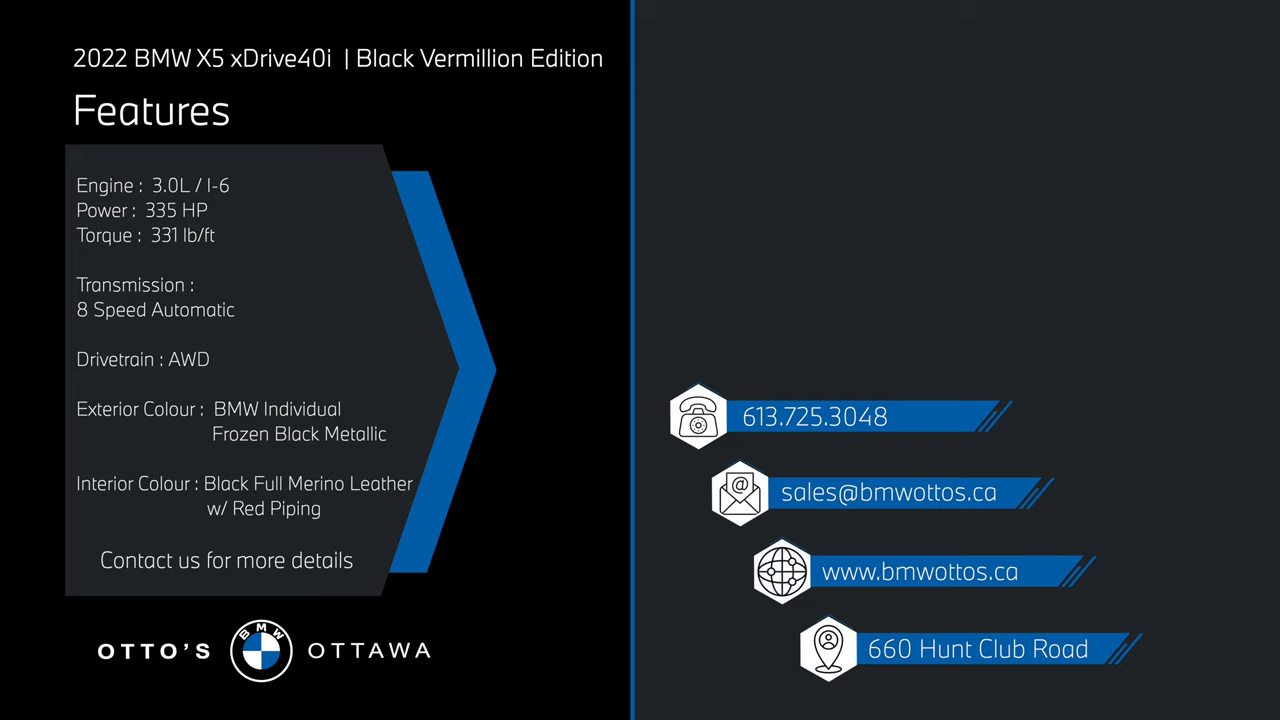 2022 BMW X5 xDrive40i | Black Vermillion Edition
Features
Engine : 3.0L / I-6
Power : 335 HP
Torque : 331 lb/ft
Transmission :
8 Speed Automatic
Drivetrain : AWD
Exterior Colour : BMW Individual
Frozen Black Metallic
Interior Colour : Black Full Merino Leather
w/ Red Piping
Contact us for more details
OTTO'S BMW OTTAWA
613.725.3048
@
sales@bmwottos.ca
www.bmwottos.ca
660 Hunt Club Road